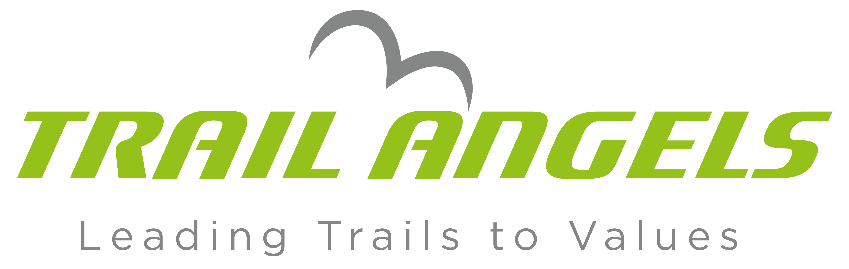 TRAIL ANGELS
Leading Trails to Values